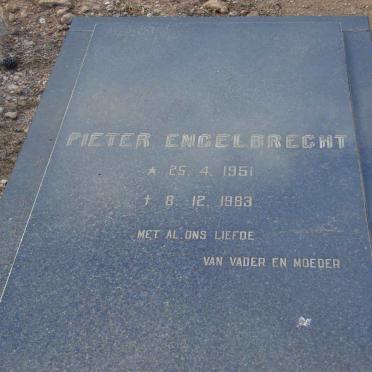 PIETER ENGELBRECHT
* 25. 4. 1951
† 8. 12. 1983
MET AL ONS LIEFDE
VAN VADER EN MOEDER